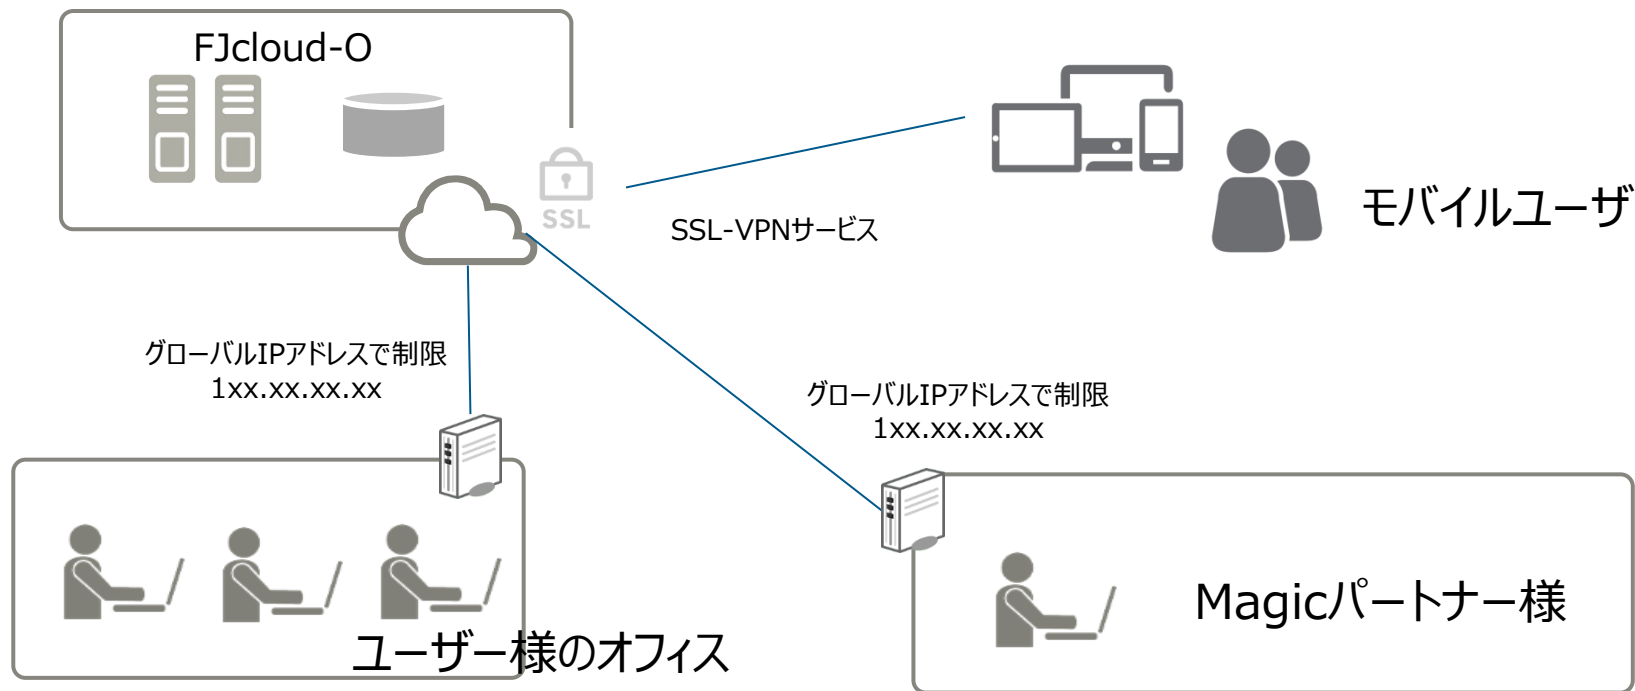 FJcloud-O
SSL
SSL-VPNサービス
モバイルユーザ
グローバルIPアドレスで制限
1xx.xx.xx.xx
グローバルIPアドレスで制限
1xx.xx.xx.xx
ユーザー様のオフィス
Magicパートナー様